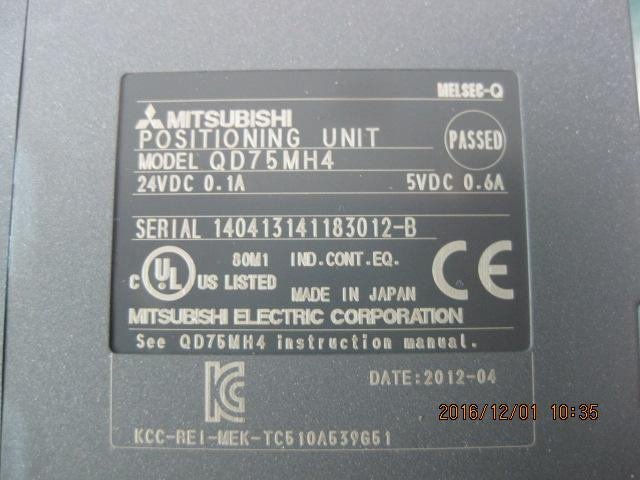 MELSEC-Q
MITSUBISHI
POSITIONING UNIT
PASSED
MODEL QD75MH4
24VDC 0.1A 5VDC 0.6A
SERIAL 140413141183012-B
80M1 IND.CONT.EQ.
C UL US LISTED
CE
MADE IN JAPAN
MITSUBISHI ELECTRIC CORPORATION
See QD75MH4 instruction manual.
DATE:2012-04
2016/12/01 10:35
KCC-REI-MEK-TC510A539G51